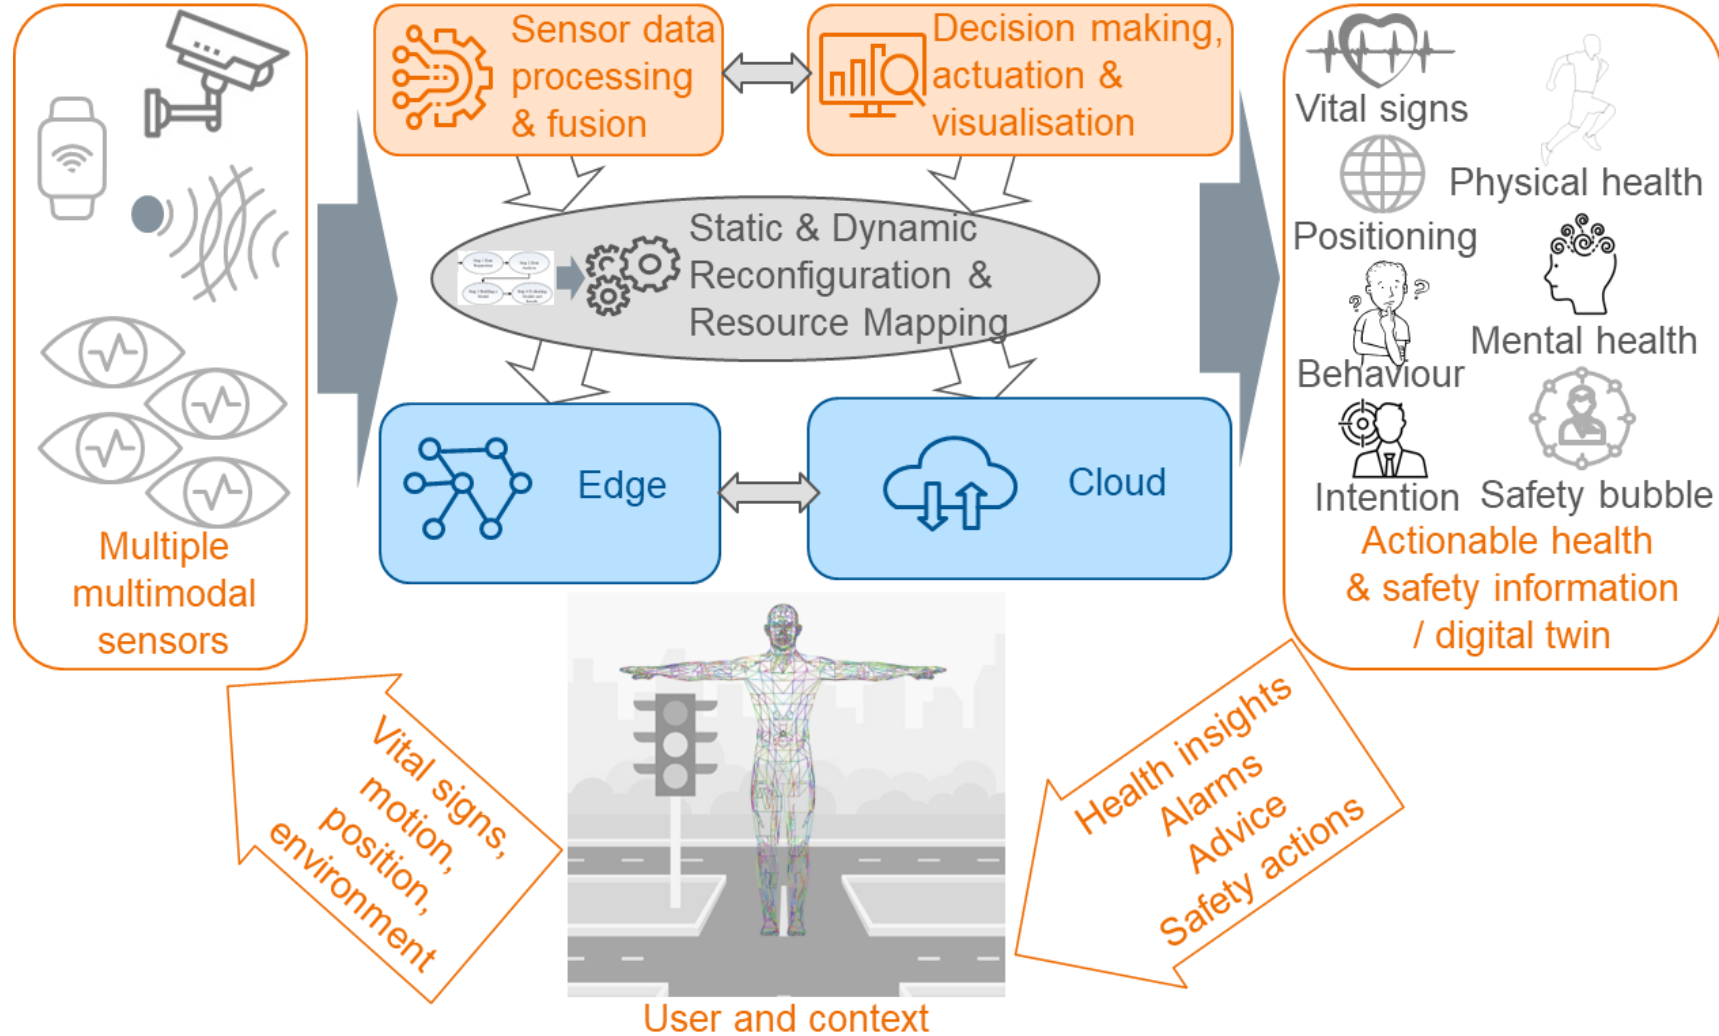 Sensor data
processing
& fusion
Decision making,
actuation &
visualisation
Static & Dynamic
Reconfiguration &
Resource Mapping
Edge
Cloud
Multiple
multimodal
sensors
Vital signs
Physical health
Positioning
Mental health
Behaviour
Intention
Safety bubble
Actionable health
& safety information
/ digital twin
Vital signs,
motion,
position,
environment
Health insights
Alarms
Advice
Safety actions
User and context